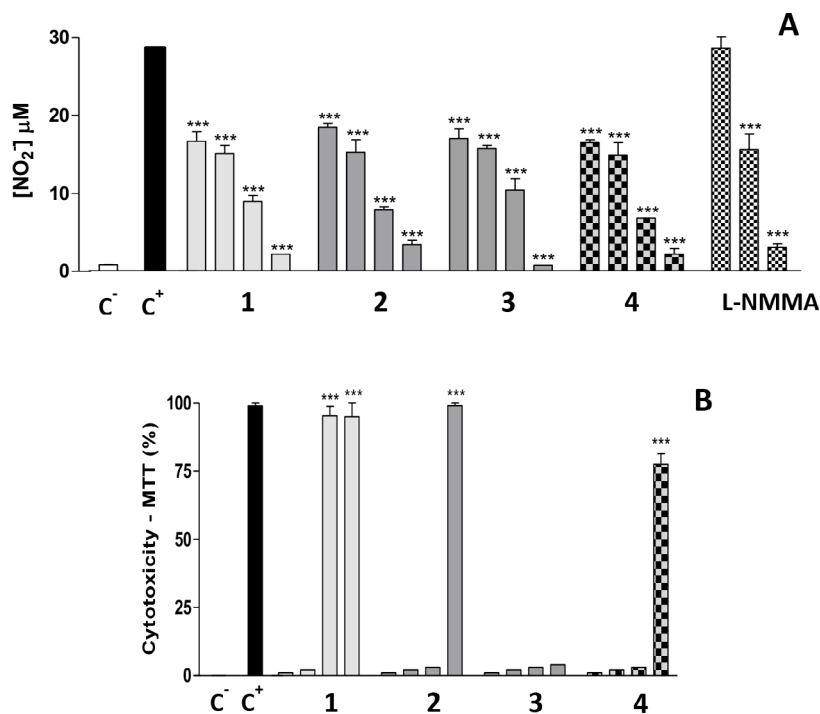 A
[NO₂⁻] µM
30
20
10
0
*** *** *** ***
*** *** *** ***
*** *** *** ***
*** *** *** ***
*** ***
C⁻ C⁺ 1 2 3 4 L-NMMA
B
Cytotoxicity - MTT (%)
100
75
50
25
0
*** *** *** ***
C⁻ C⁺ 1 2 3 4